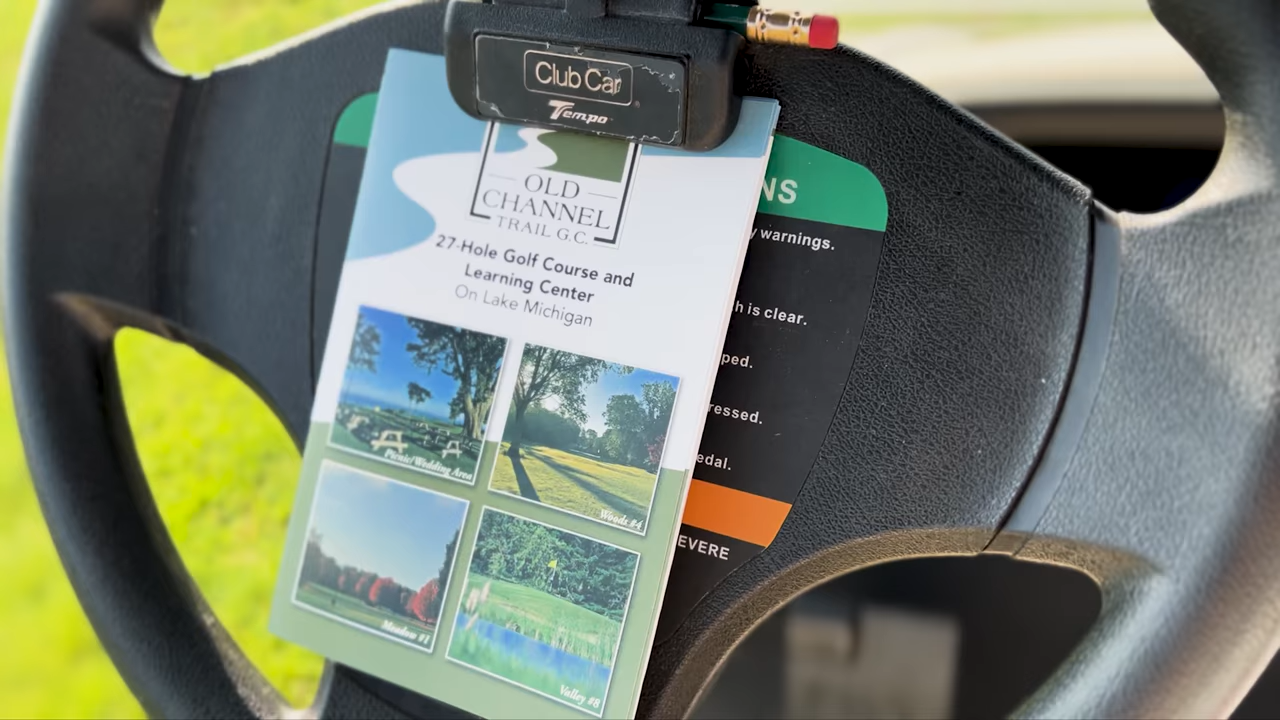 Club Car
Tempo
OLD
CHANNEL
TRAIL G.C.
27-Hole Golf Course and
Learning Center
On Lake Michigan
Picnic/Wedding Area
Woods #4
Meadow #1
Valley #8
NS
y warnings.
h is clear.
ped.
ressed.
edal.
EVERE